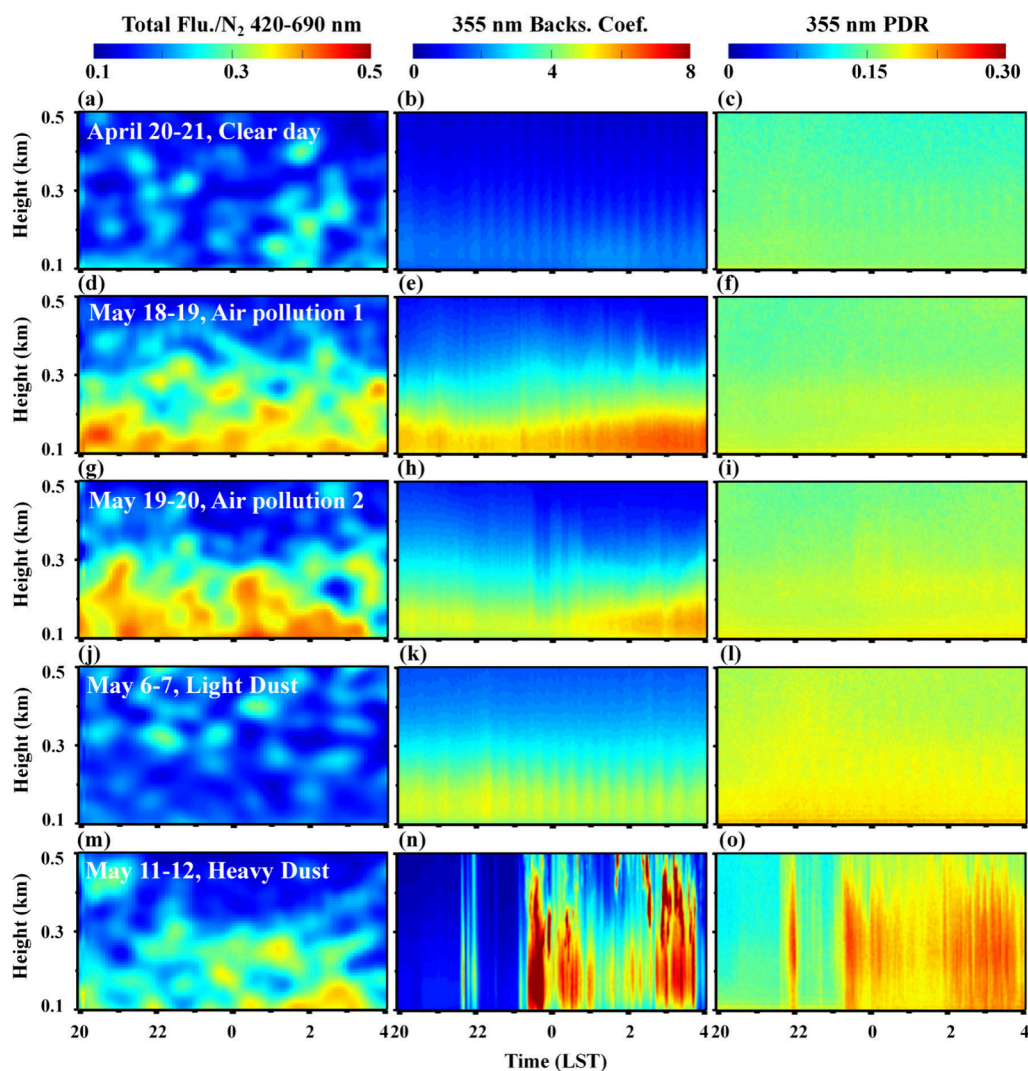 Total Flu./N₂ 420-690 nm 355 nm Backs. Coef. 355 nm PDR
0.1 0.3 0.5 0 4 8 0 0.15 0.30
(a) (b) (c)
April 20-21, Clear day
Height (km)
0.5
0.3
0.1
(d) (e) (f)
May 18-19, Air pollution 1
Height (km)
0.5
0.3
0.1
(g) (h) (i)
May 19-20, Air pollution 2
Height (km)
0.5
0.3
0.1
(j) (k) (l)
May 6-7, Light Dust
Height (km)
0.5
0.3
0.1
(m) (n) (o)
May 11-12, Heavy Dust
Height (km)
0.5
0.3
0.1
20 22 0 2 4 20 22 0 2 4 20 22 0 2 4
Time (LST)